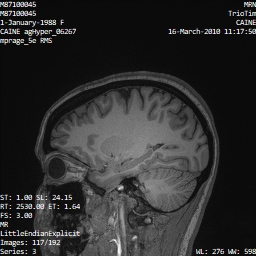 M87100045
M87100045
1-January-1988 F
CAINE agHyper_06267
mprage_5e RMS
MRN
TrioTim
CAINE
16-March-2010 11:17:50
ST: 1.00 SL: 24.15
RT: 2530.00 ET: 1.64
FS: 3.00
MR
LittleEndianExplicit
Images: 117/192
Series: 3
WL: 276 WW: 598